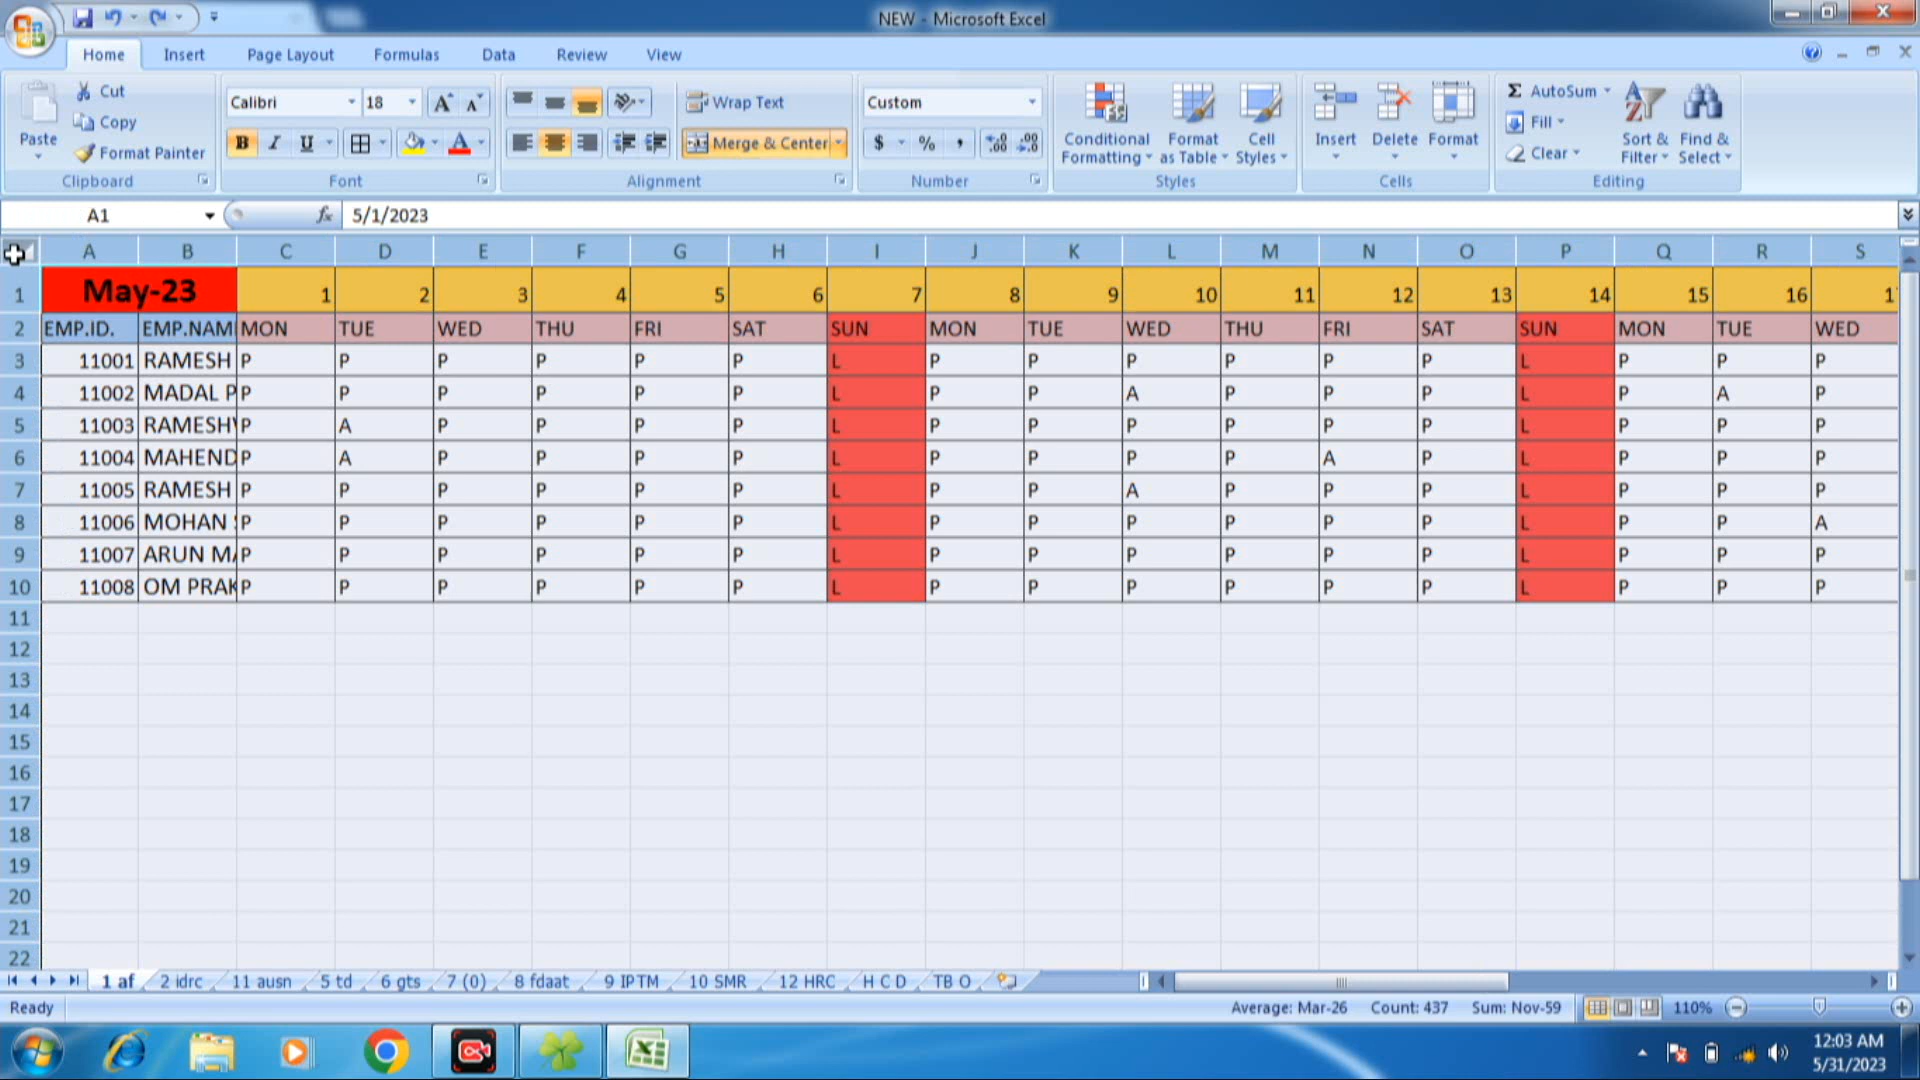 NEW - Microsoft Excel
Home Insert Page Layout Formulas Data Review View
Paste Cut Copy Format Painter Clipboard
Calibri 18 B I U Font
Wrap Text Merge & Center Alignment
Custom $ % , Number
Conditional Formatting Format as Table Cell Styles Styles
Insert Delete Format Cells
Σ AutoSum Fill Clear Sort & Filter Find & Select Editing
A1 fx 5/1/2023
A B C D E F G H I J K L M N O P Q R S
1 May-23 1 2 3 4 5 6 7 8 9 10 11 12 13 14 15 16
2 EMP.ID. EMP.NAM MON TUE WED THU FRI SAT SUN MON TUE WED THU FRI SAT SUN MON TUE WED
3 11001 RAMESH P P P P P P L P P P P P P L P P P
4 11002 MADAL P P P P P P P L P P A P P P L P A P
5 11003 RAMESH P A P P P P L P P P P P P L P P P
6 11004 MAHEND P A P P P P L P P P P A P L P P P
7 11005 RAMESH P P P P P P L P P A P P P L P P P
8 11006 MOHAN P P P P P P L P P P P P P L P P A
9 11007 ARUN MA P P P P P P L P P P P P P L P P P
10 11008 OM PRAK P P P P P P L P P P P P P L P P P
11
12
13
14
15
16
17
18
19
20
21
22
1 af 2 idrc 11 ausn 5 td 6 gts 7 (0) 8 fdaat 9 IPTM 10 SMR 12 HRC H C D TB O
Ready Average: Mar-26 Count: 437 Sum: Nov-59 110%
12:03 AM
5/31/2023